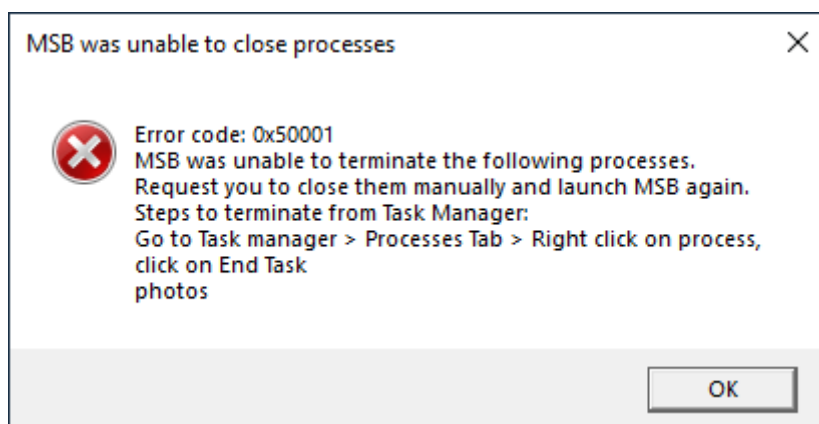 MSB was unable to close processes
Error code: 0x50001
MSB was unable to terminate the following processes.
Request you to close them manually and launch MSB again.
Steps to terminate from Task Manager:
Go to Task manager > Processes Tab > Right click on process,
click on End Task
photos
OK